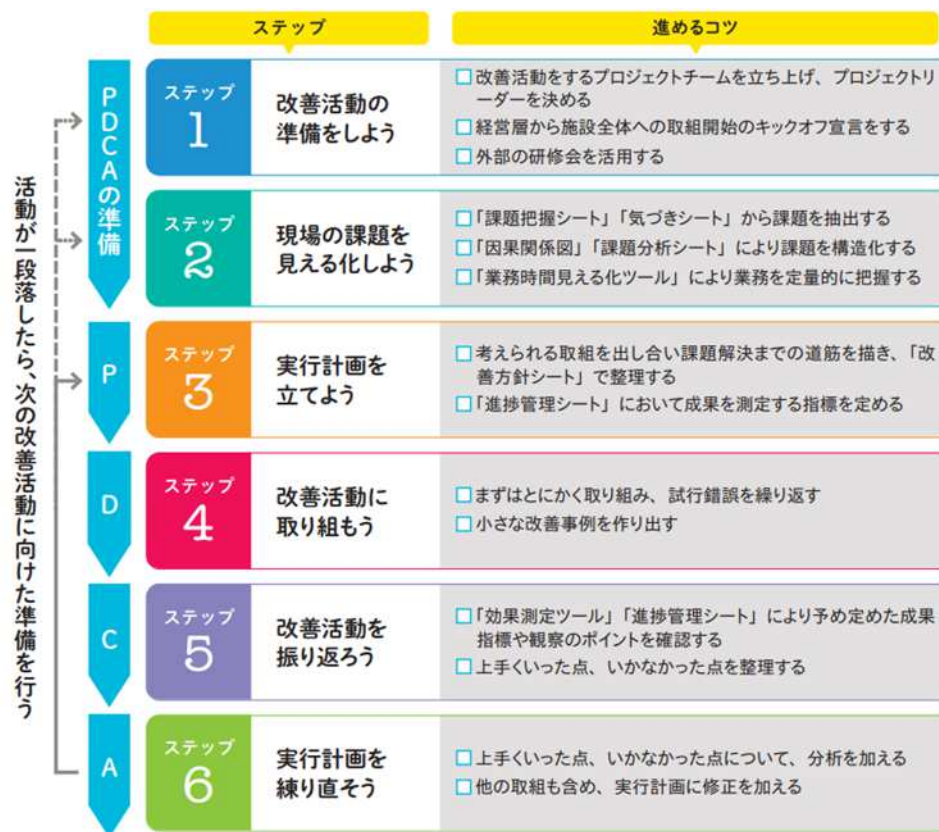 ステップ
進めるコツ
活動が一段落したら、次の改善活動に向けた準備を行う
PDCAの準備
ステップ
1
改善活動の
準備をしよう
□改善活動をするプロジェクトチームを立ち上げ、プロジェクトリ
ーダーを決める
□経営層から施設全体への取組開始のキックオフ宣言をする
□外部の研修会を活用する
ステップ
2
現場の課題を
見える化しよう
□「課題把握シート」「気づきシート」から課題を抽出する
□「因果関係図」「課題分析シート」により課題を構造化する
□「業務時間見える化ツール」により業務を定量的に把握する
P
ステップ
3
実行計画を
立てよう
□考えられる取組を出し合い課題解決までの道筋を描き、「改
善方針シート」で整理する
□「進捗管理シート」において成果を測定する指標を定める
D
ステップ
4
改善活動に
取り組もう
□まずはとにかく取り組み、試行錯誤を繰り返す
□小さな改善事例を作り出す
C
ステップ
5
改善活動を
振り返ろう
□「効果測定ツール」「進捗管理シート」により予め定めた成果
指標や観察のポイントを確認する
□上手くいった点、いかなかった点を整理する
A
ステップ
6
実行計画を
練り直そう
□上手くいった点、いかなかった点について、分析を加える
□他の取組も含め、実行計画に修正を加える